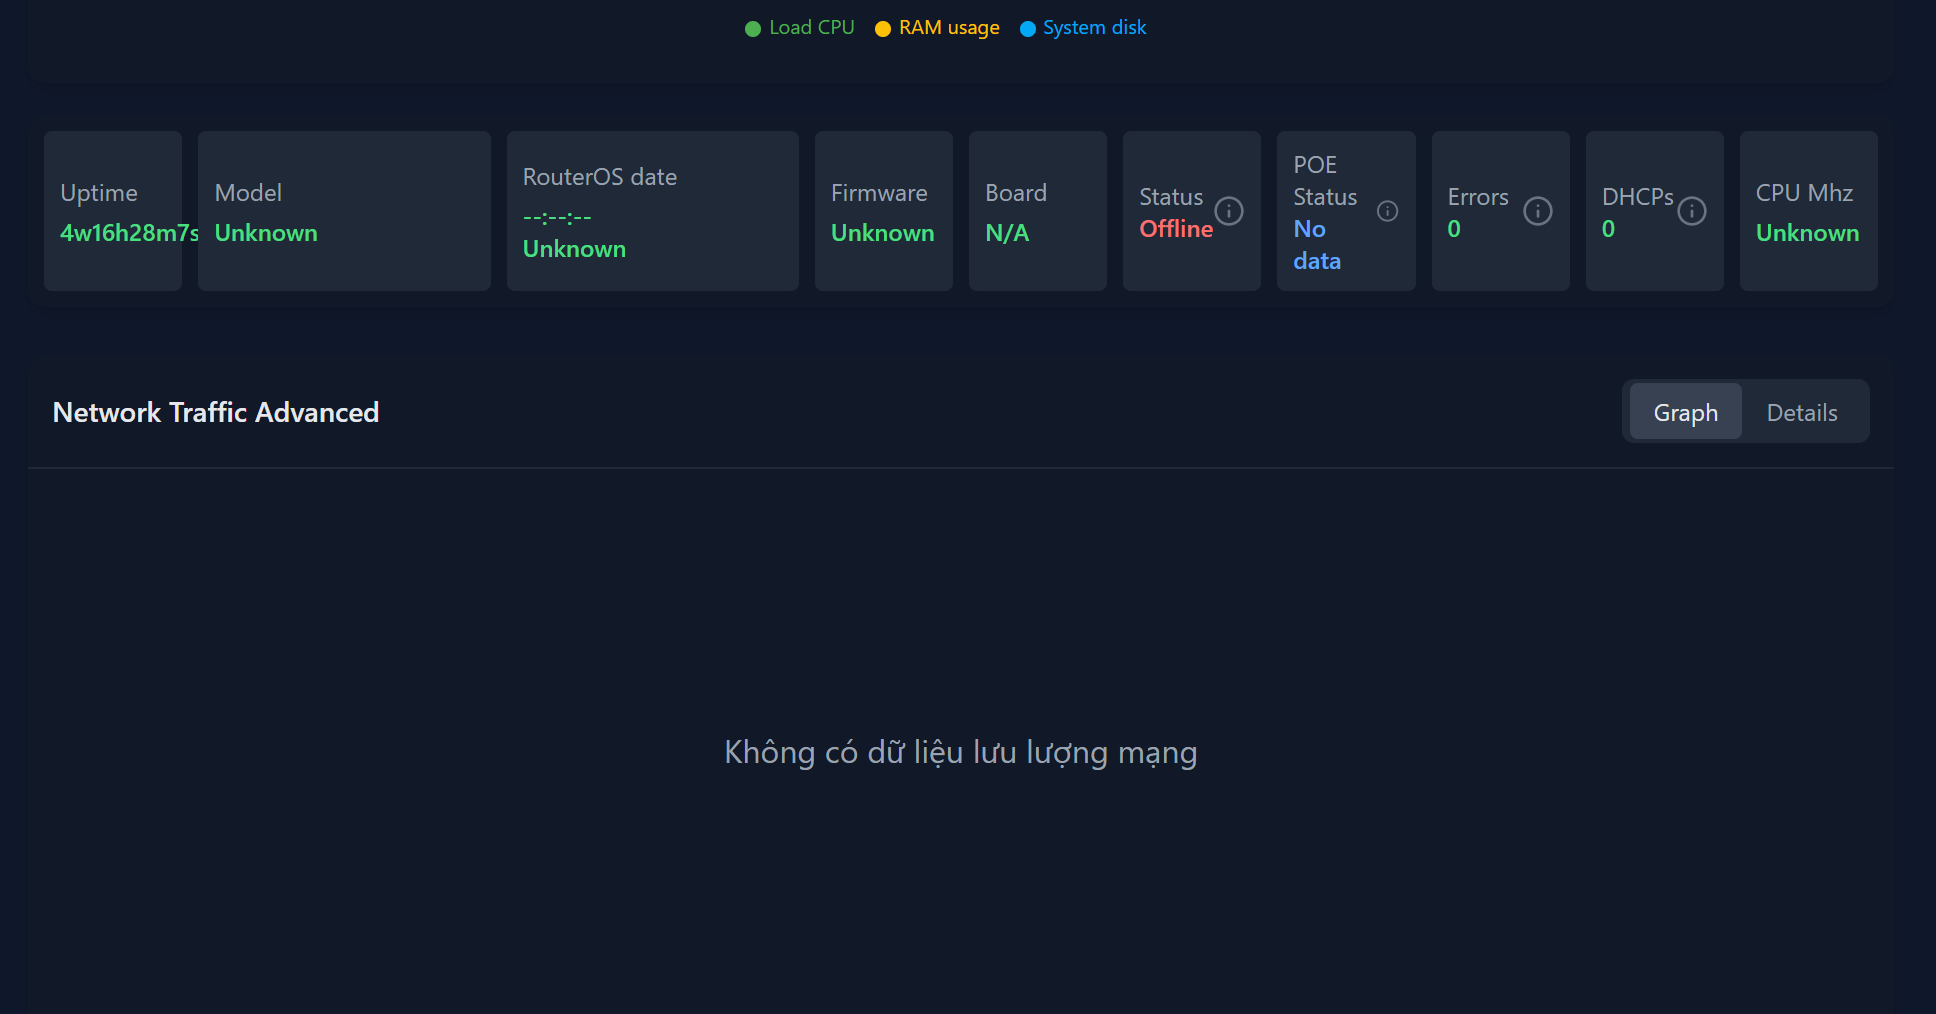 Load CPU RAM usage System disk
Uptime
4w16h28m7s
Model
Unknown
RouterOS date
--:--:--
Unknown
Firmware
Unknown
Board
N/A
Status
Offline
POE
Status
No
data
Errors
0
DHCPs
0
CPU Mhz
Unknown
Network Traffic Advanced
Graph Details
Không có dữ liệu lưu lượng mạng